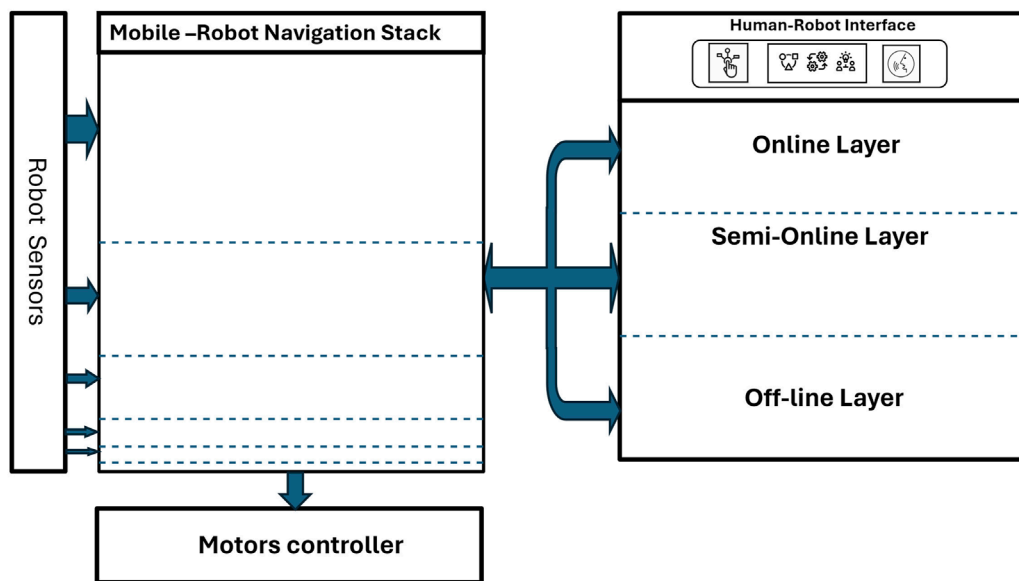 Mobile –Robot Navigation Stack
Human-Robot Interface
Robot Sensors
Online Layer
Semi-Online Layer
Off-line Layer
Motors controller